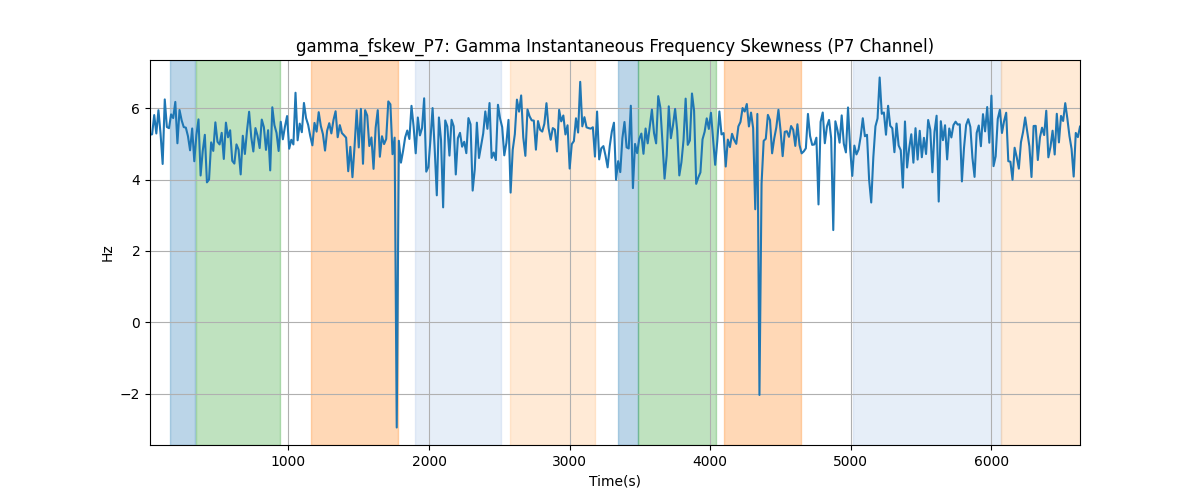 gamma_fskew_P7: Gamma Instantaneous Frequency Skewness (P7 Channel)
6
4
2
0
−2
Hz
1000 2000 3000 4000 5000 6000
Time(s)